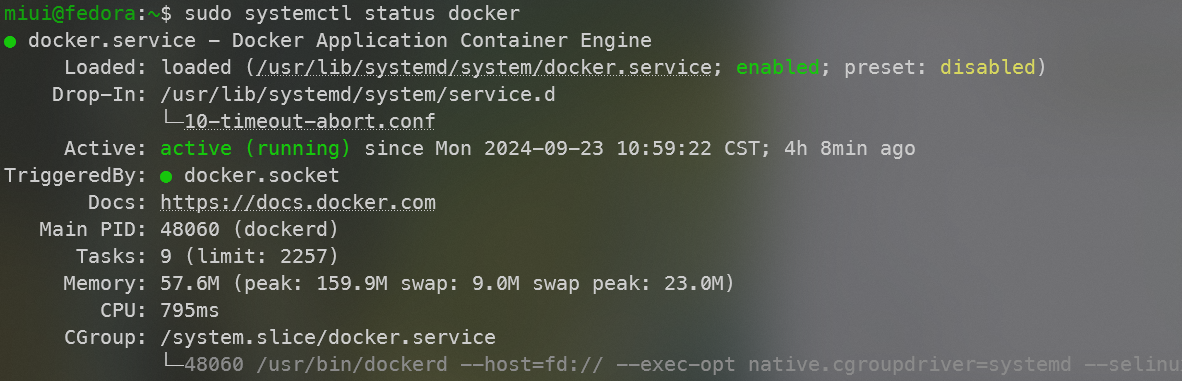 miui@fedora:~$ sudo systemctl status docker
● docker.service - Docker Application Container Engine
Loaded: loaded (/usr/lib/systemd/system/docker.service; enabled; preset: disabled)
Drop-In: /usr/lib/systemd/system/service.d
└─10-timeout-abort.conf
Active: active (running) since Mon 2024-09-23 10:59:22 CST; 4h 8min ago
TriggeredBy: ● docker.socket
Docs: https://docs.docker.com
Main PID: 48060 (dockerd)
Tasks: 9 (limit: 2257)
Memory: 57.6M (peak: 159.9M swap: 9.0M swap peak: 23.0M)
CPU: 795ms
CGroup: /system.slice/docker.service
└─48060 /usr/bin/dockerd --host=fd:// --exec-opt native.cgroupdriver=systemd --selinu